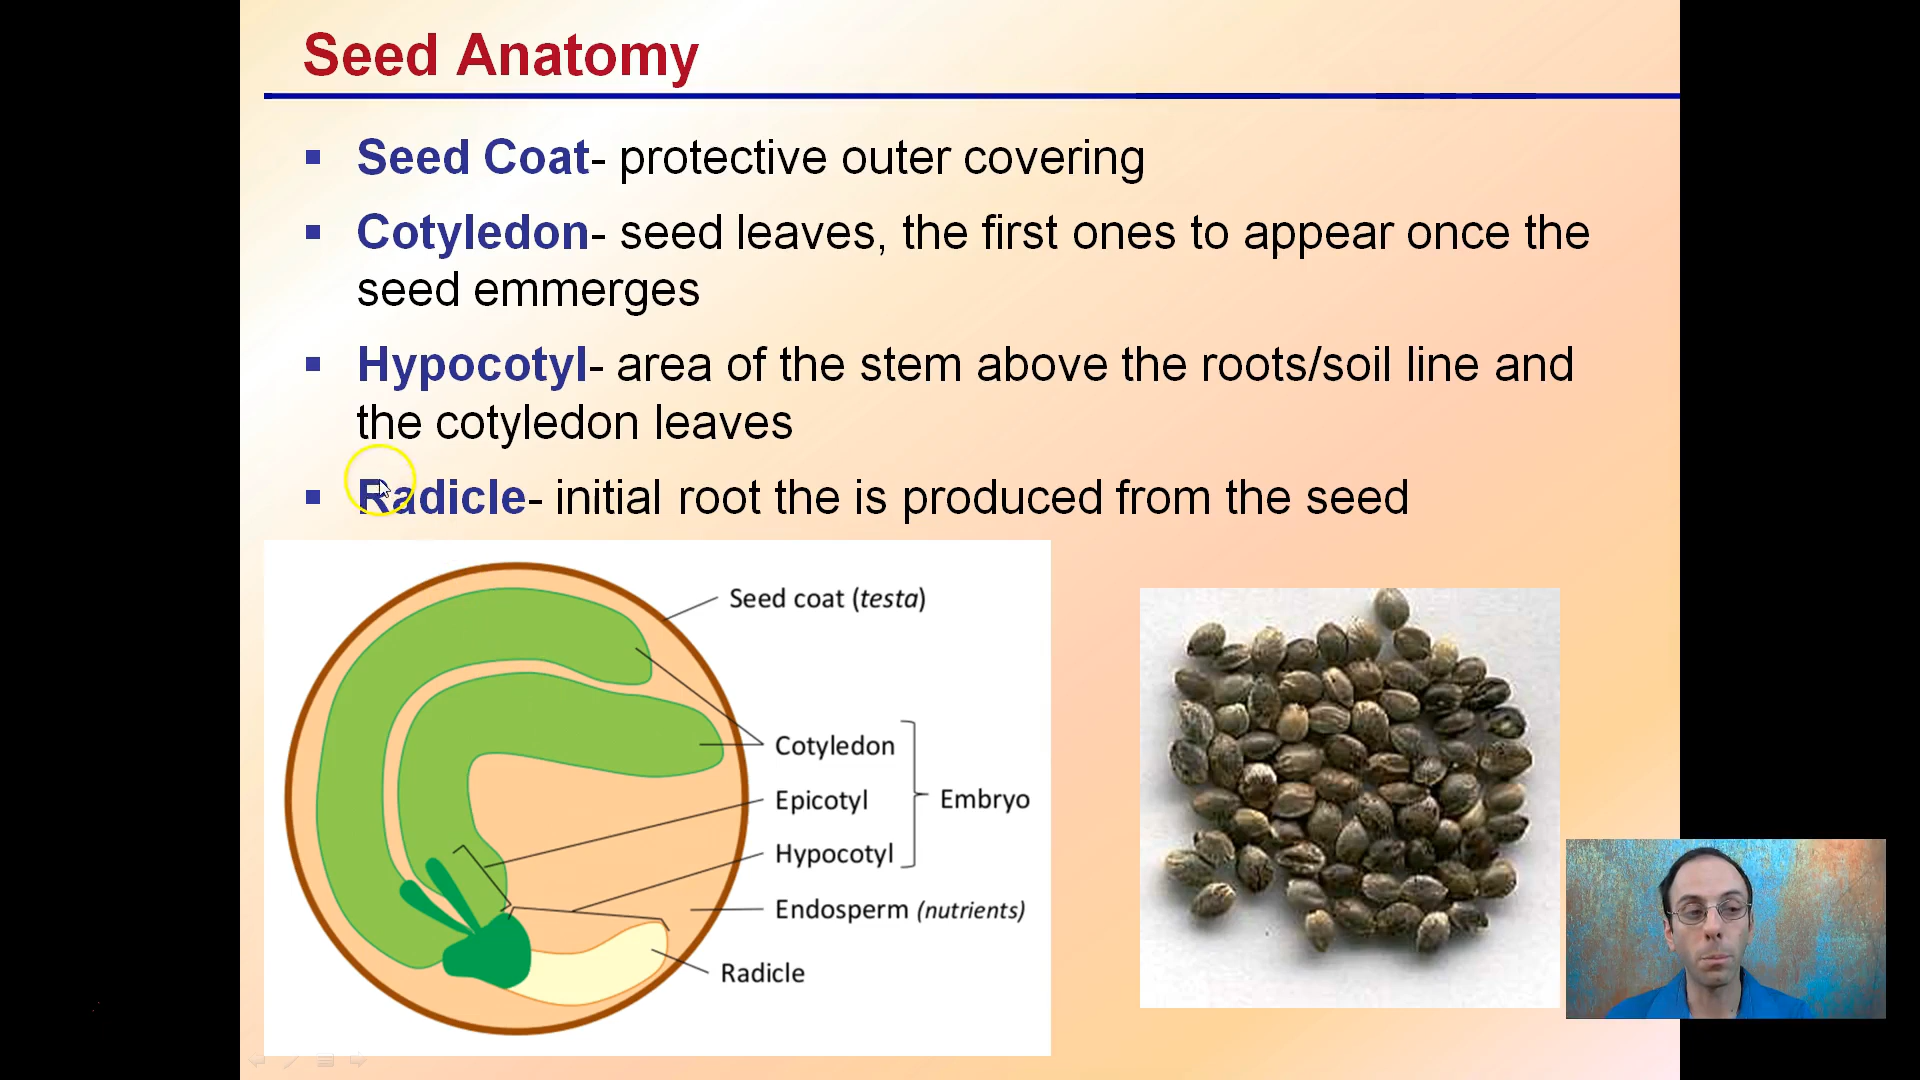 Seed Anatomy
Seed Coat- protective outer covering
Cotyledon- seed leaves, the first ones to appear once the
seed emmerges
Hypocotyl- area of the stem above the roots/soil line and
the cotyledon leaves
Radicle- initial root the is produced from the seed
Seed coat (testa)
Cotyledon
Epicotyl
Embryo
Hypocotyl
Endosperm (nutrients)
Radicle